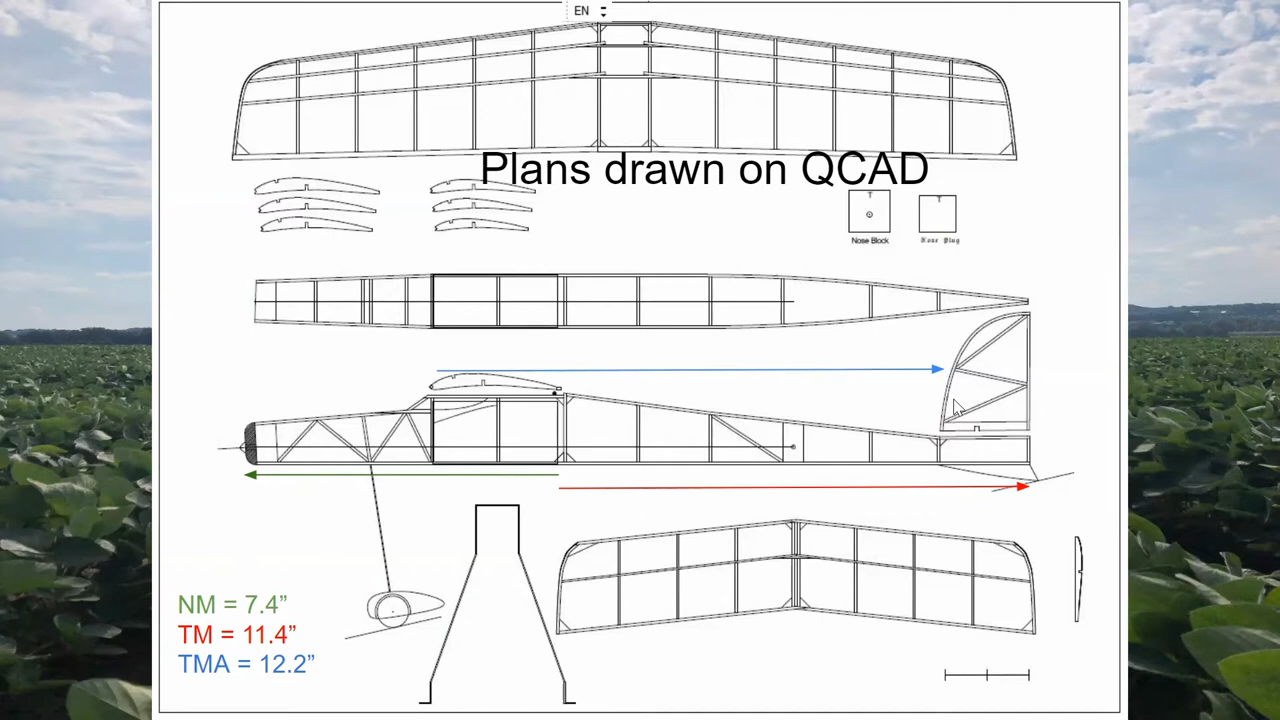 EN
Plans drawn on QCAD
T
T
Nose Block
Nose Plug
NM = 7.4”
TM = 11.4”
TMA = 12.2”